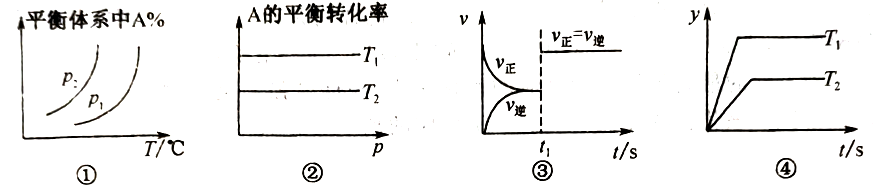 平衡体系中A%
p₂
p₁
T/℃
①
A的平衡转化率
T₁
T₂
p
②
v
v正
v逆
v正=v逆
t₁
t/s
③
y
T₁
T₂
t/s
④